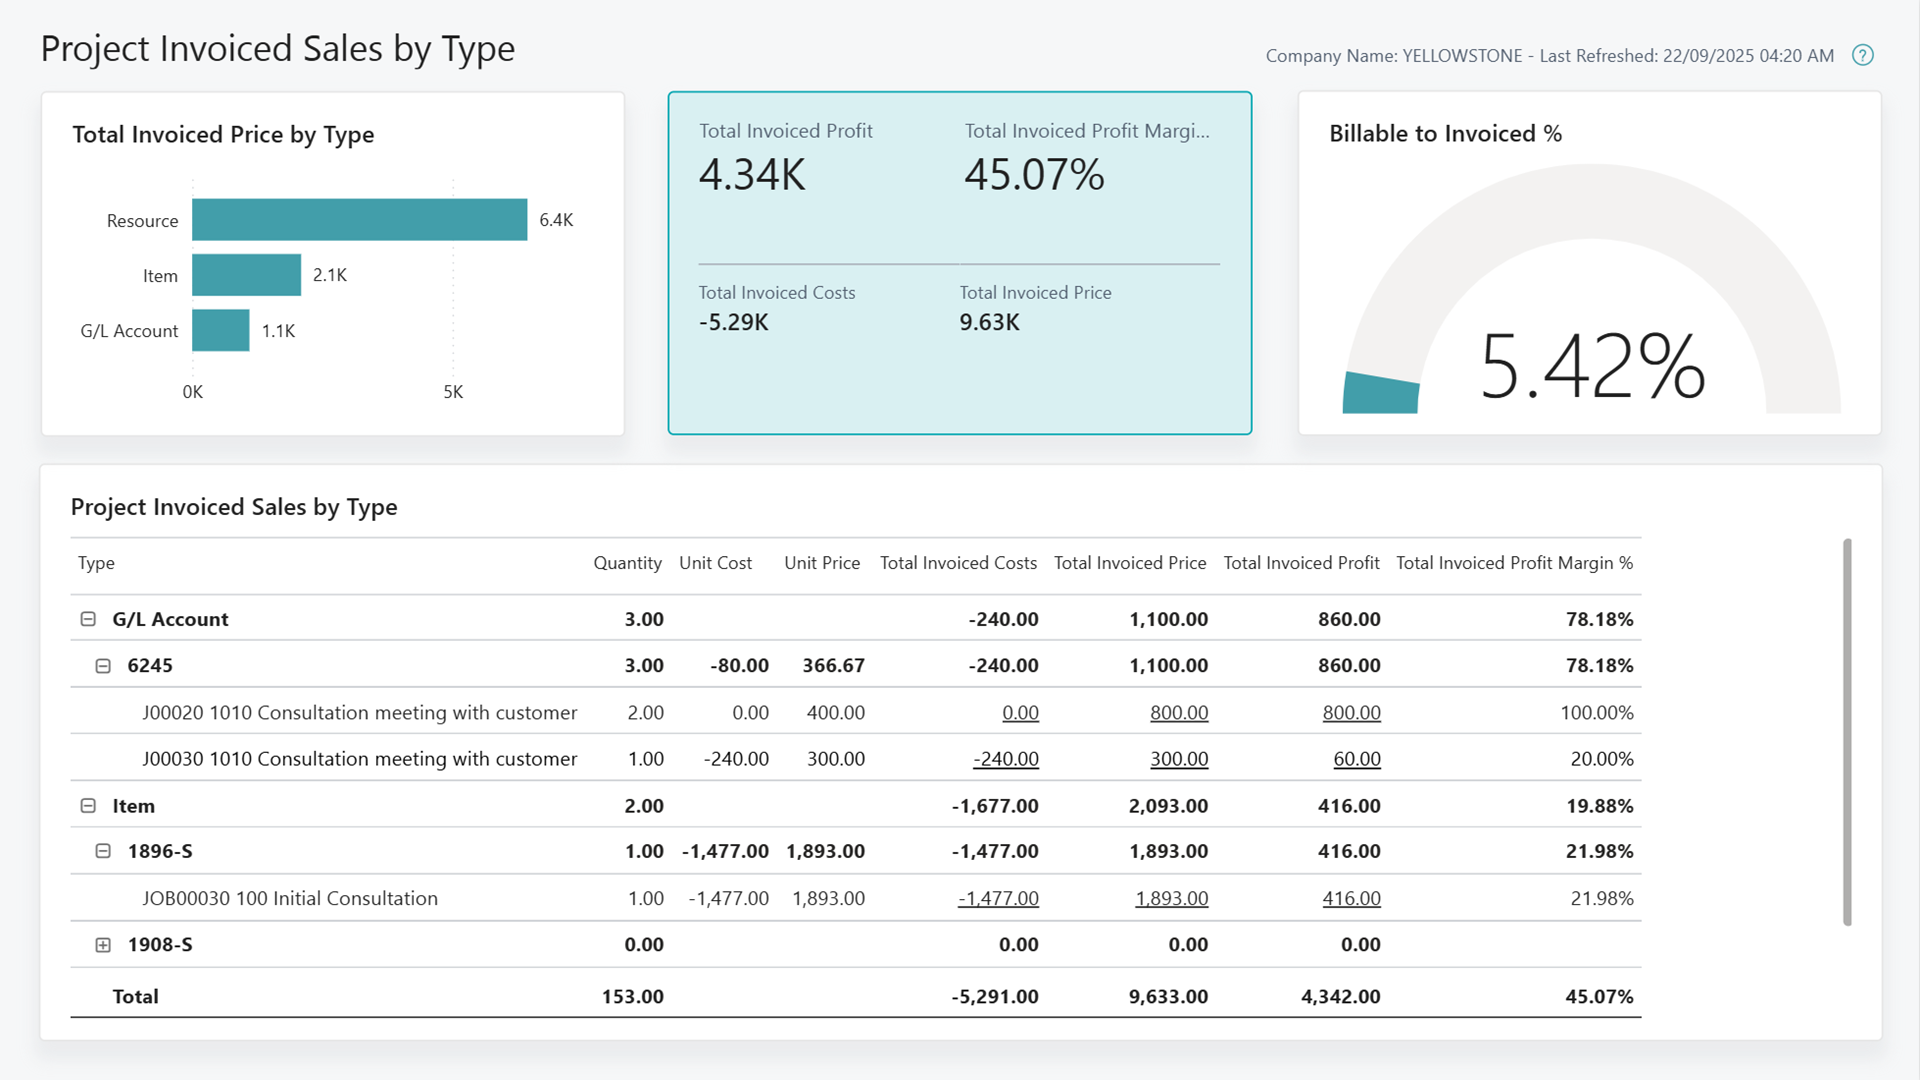 Project Invoiced Sales by Type
Company Name: YELLOWSTONE - Last Refreshed: 22/09/2025 04:20 AM ?
Total Invoiced Price by Type
Resource 6.4K
Item 2.1K
G/L Account 1.1K
0K 5K
Total Invoiced Profit Total Invoiced Profit Margi...
4.34K 45.07%
Total Invoiced Costs Total Invoiced Price
-5.29K 9.63K
Billable to Invoiced %
5.42%
Project Invoiced Sales by Type
Type Quantity Unit Cost Unit Price Total Invoiced Costs Total Invoiced Price Total Invoiced Profit Total Invoiced Profit Margin %
G/L Account 3.00 -240.00 1,100.00 860.00 78.18%
6245 3.00 -80.00 366.67 -240.00 1,100.00 860.00 78.18%
J00020 1010 Consultation meeting with customer 2.00 0.00 400.00 0.00 800.00 800.00 100.00%
J00030 1010 Consultation meeting with customer 1.00 -240.00 300.00 -240.00 300.00 60.00 20.00%
Item 2.00 -1,677.00 2,093.00 416.00 19.88%
1896-S 1.00 -1,477.00 1,893.00 -1,477.00 1,893.00 416.00 21.98%
JOB00030 100 Initial Consultation 1.00 -1,477.00 1,893.00 -1,477.00 1,893.00 416.00 21.98%
1908-S 0.00 0.00 0.00 0.00
Total 153.00 -5,291.00 9,633.00 4,342.00 45.07%